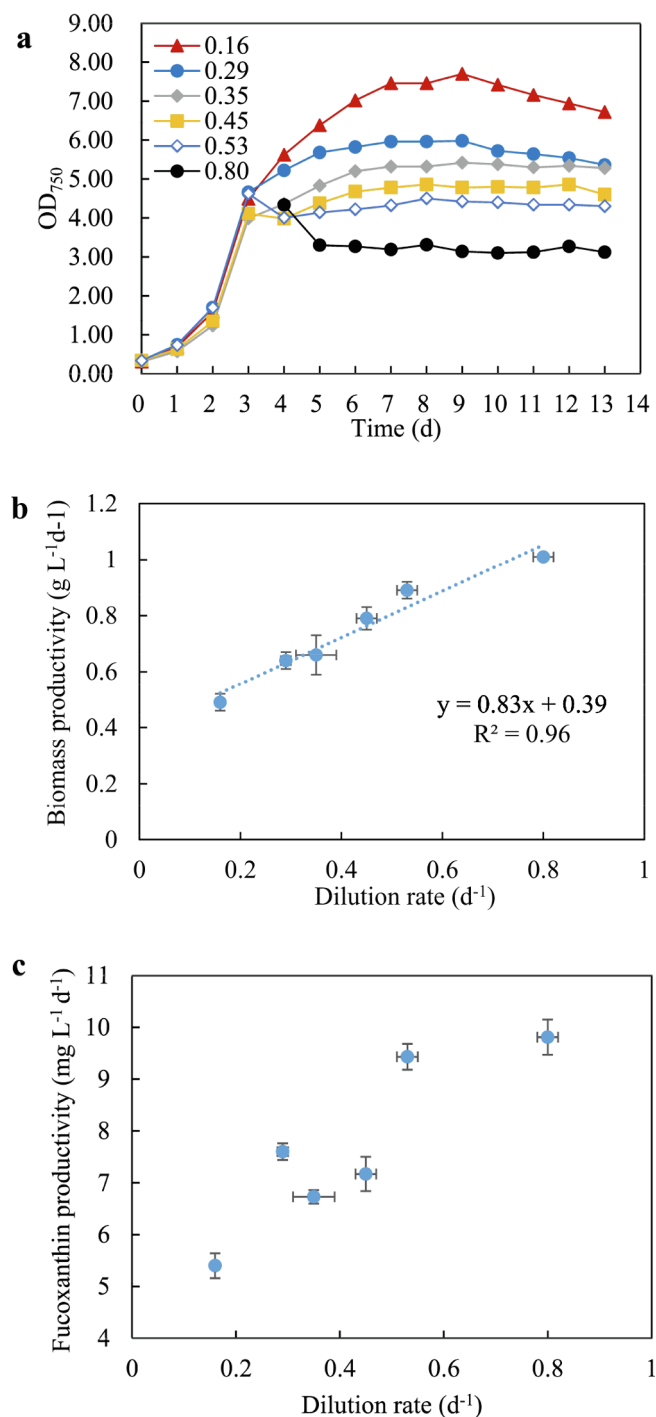 a
9.00
8.00
7.00
6.00
5.00
4.00
3.00
2.00
1.00
0.00
OD750
0.16
0.29
0.35
0.45
0.53
0.80
0 1 2 3 4 5 6 7 8 9 10 11 12 13 14
Time (d)
b
1.2
1
0.8
0.6
0.4
0.2
0
Biomass productivity (g L-1d-1)
y = 0.83x + 0.39
R² = 0.96
0 0.2 0.4 0.6 0.8 1
Dilution rate (d-1)
c
11
10
9
8
7
6
5
4
Fucoxanthin productivity (mg L-1 d-1)
0 0.2 0.4 0.6 0.8 1
Dilution rate (d-1)